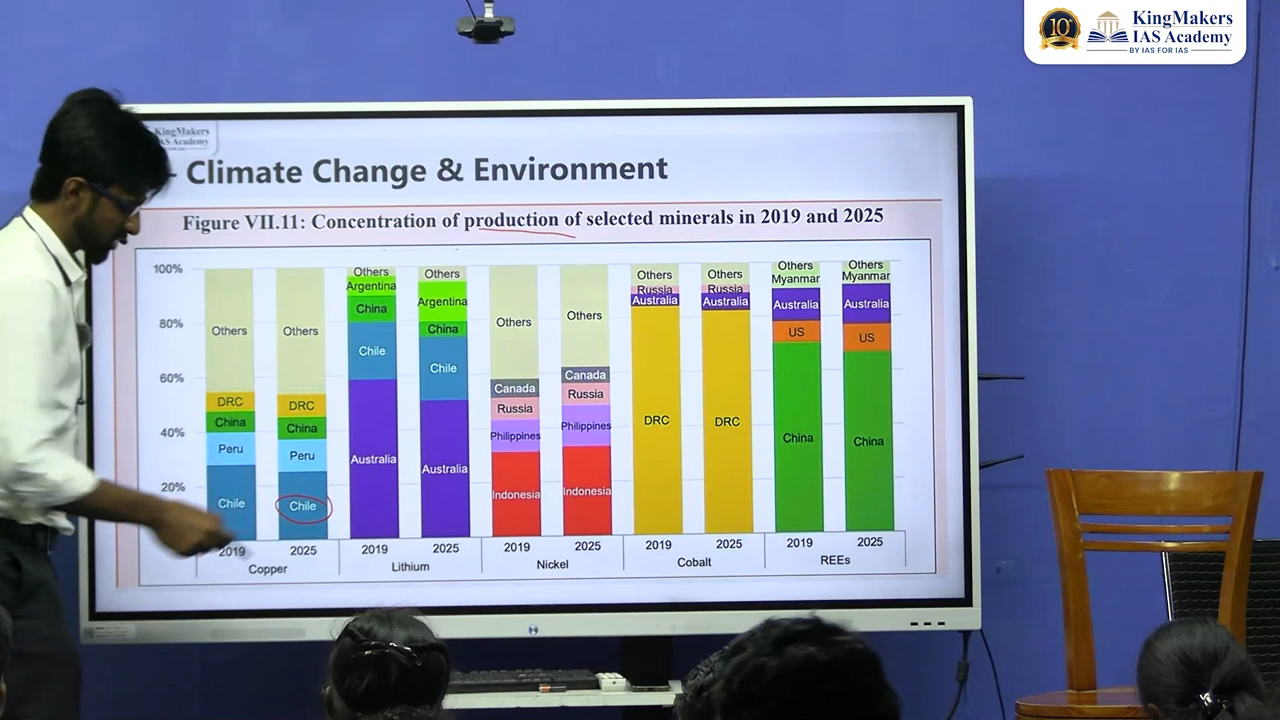 10
KingMakers
IAS Academy
BY IAS FOR IAS
KingMakers
IAS Academy
- Climate Change & Environment
Figure VII.11: Concentration of production of selected minerals in 2019 and 2025
100%
80%
60%
40%
20%
Others
DRC
China
Peru
Chile
2019
Others
DRC
China
Peru
Chile
2025
Copper
Others
Argentina
China
Chile
Australia
2019
Others
Argentina
China
Chile
Australia
2025
Lithium
Others
Canada
Russia
Philippines
Indonesia
2019
Others
Canada
Russia
Philippines
Indonesia
2025
Nickel
Others
Russia
Australia
DRC
2019
Others
Russia
Australia
DRC
2025
Cobalt
Others
Myanmar
Australia
US
China
2019
Others
Myanmar
Australia
US
China
2025
REEs